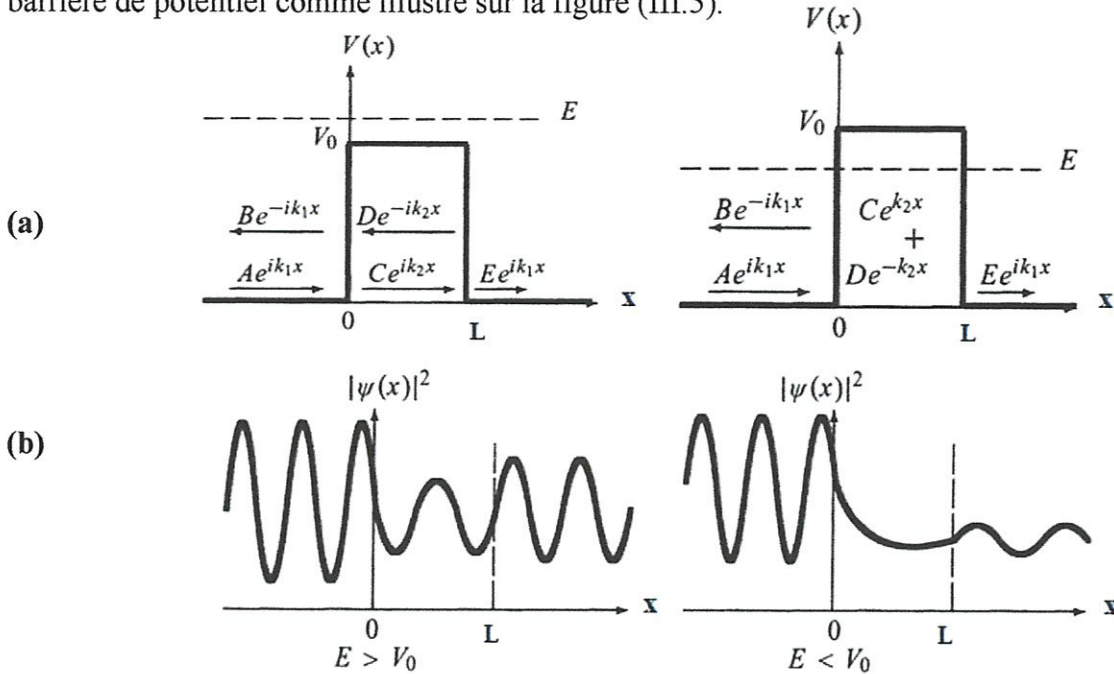 barrière de potentiel comme illustré sur la figure (III.5).
V(x)
V₀
E
(a)
Be^{-ik₁x}
De^{-ik₂x}
Ae^{ik₁x}
Ce^{ik₂x}
Ee^{ik₁x}
x
0
L
V(x)
V₀
E
Be^{-ik₁x}
Ce^{k₂x}
+
Ae^{ik₁x}
De^{-k₂x}
Ee^{ik₁x}
x
0
L
(b)
|ψ(x)|²
x
0
L
E > V₀
|ψ(x)|²
x
0
L
E < V₀